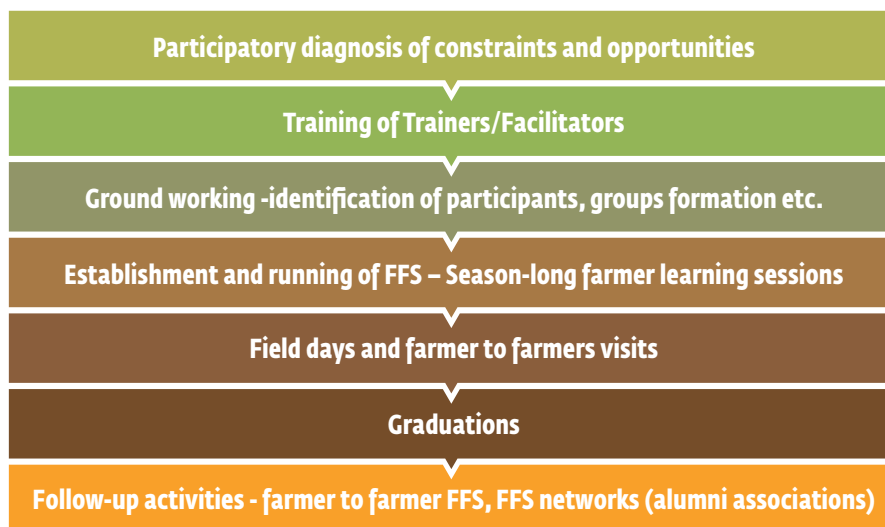 Participatory diagnosis of constraints and opportunities
Training of Trainers/Facilitators
Ground working -identification of participants, groups formation etc.
Establishment and running of FFS – Season-long farmer learning sessions
Field days and farmer to farmers visits
Graduations
Follow-up activities - farmer to farmer FFS, FFS networks (alumni associations)